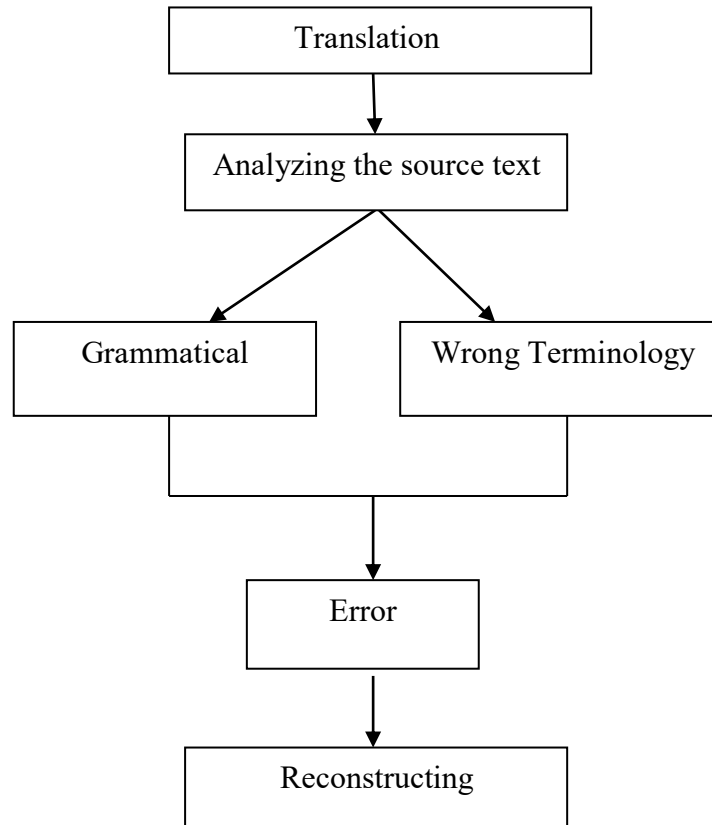 Translation
Analyzing the source text
Grammatical
Wrong Terminology
Error
Reconstructing